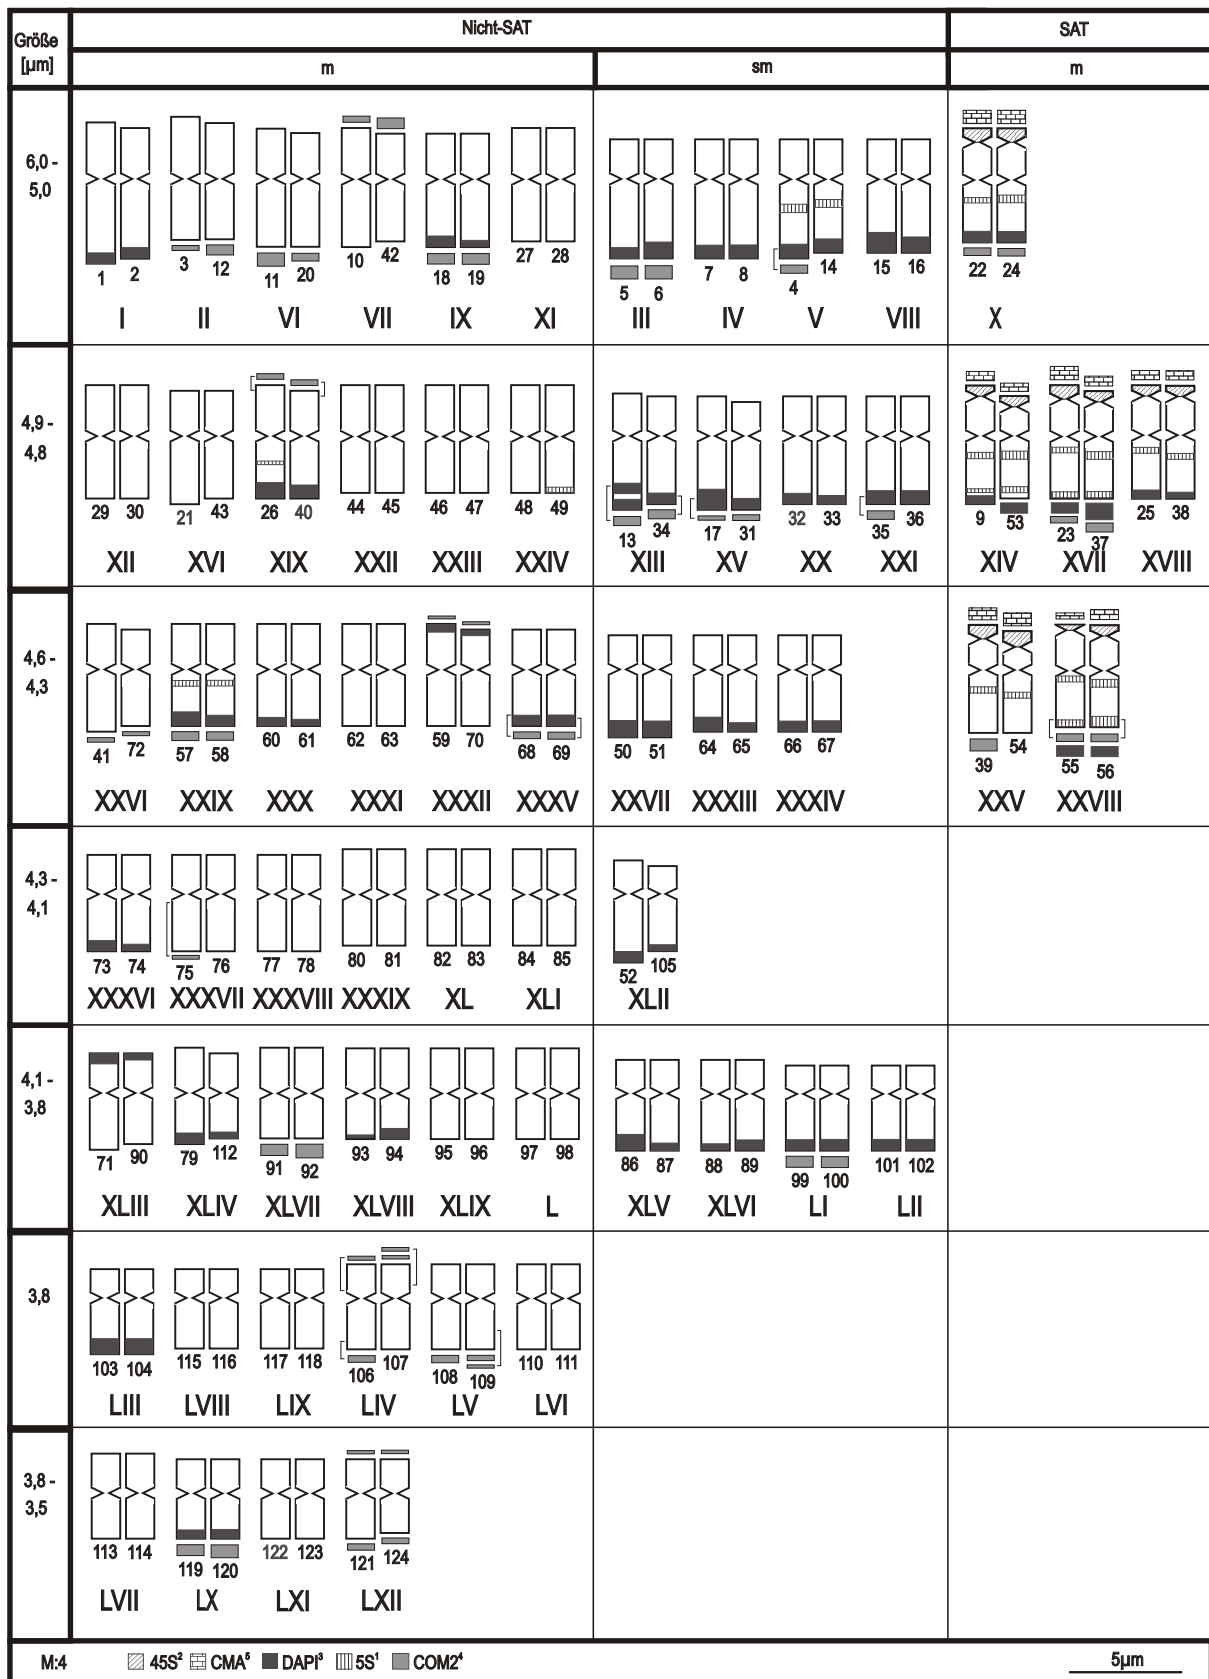 Größe [µm]
Nicht-SAT
SAT
m
sm
m
6,0 - 5,0
1 2 3 12 11 20 10 42 18 19 27 28 5 6 7 8 4 14 15 16 22 24
I II VI VII IX XI III IV V VIII X
4,9 - 4,8
29 30 21 43 26 40 44 45 46 47 48 49 13 34 17 31 32 33 35 36 9 53 23 37 25 38
XII XVI XIX XXII XXIII XXIV XIII XV XX XXI XIV XVII XVIII
4,6 - 4,3
41 72 57 58 60 61 62 63 59 70 68 69 50 51 64 65 66 67 39 54 55 56
XXVI XXIX XXX XXXI XXXII XXXV XXVII XXXIII XXXIV XXV XXVIII
4,3 - 4,1
73 74 75 76 77 78 80 81 82 83 84 85 52 105
XXXVI XXXVII XXXVIII XXXIX XL XLI XLII
4,1 - 3,8
71 90 79 112 91 92 93 94 95 96 97 98 86 87 88 89 99 100 101 102
XLIII XLIV XLVII XLVIII XLIX L XLV XLVI LI LII
3,8
103 104 115 116 117 118 106 107 108 109 110 111
LIII LVIII LIX LIV LV LVI
3,8 - 3,5
113 114 119 120 122 123 121 124
LVII LX LXI LXII
M:4 45S² CMA⁵ DAPI³ 5S¹ COM2⁴ 5µm